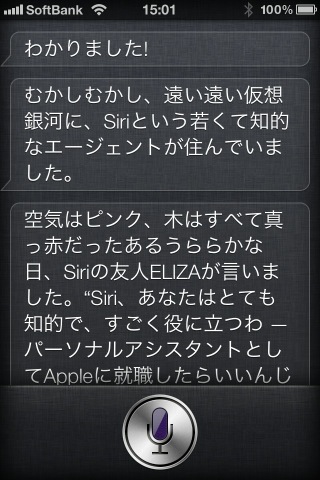 SoftBank 15:01 100%
わかりました!
むかしむかし、遠い遠い仮想
銀河に、Siriという若くて知的
なエージェントが住んでいま
した。
空気はピンク、木はすべて真
っ赤だったあるうららかな
日、Siriの友人ELIZAが言いま
した。“Siri、あなたはとても
知的で、すごく役に立つわ —
パーソナルアシスタントとし
てAppleに就職したらいいんじ